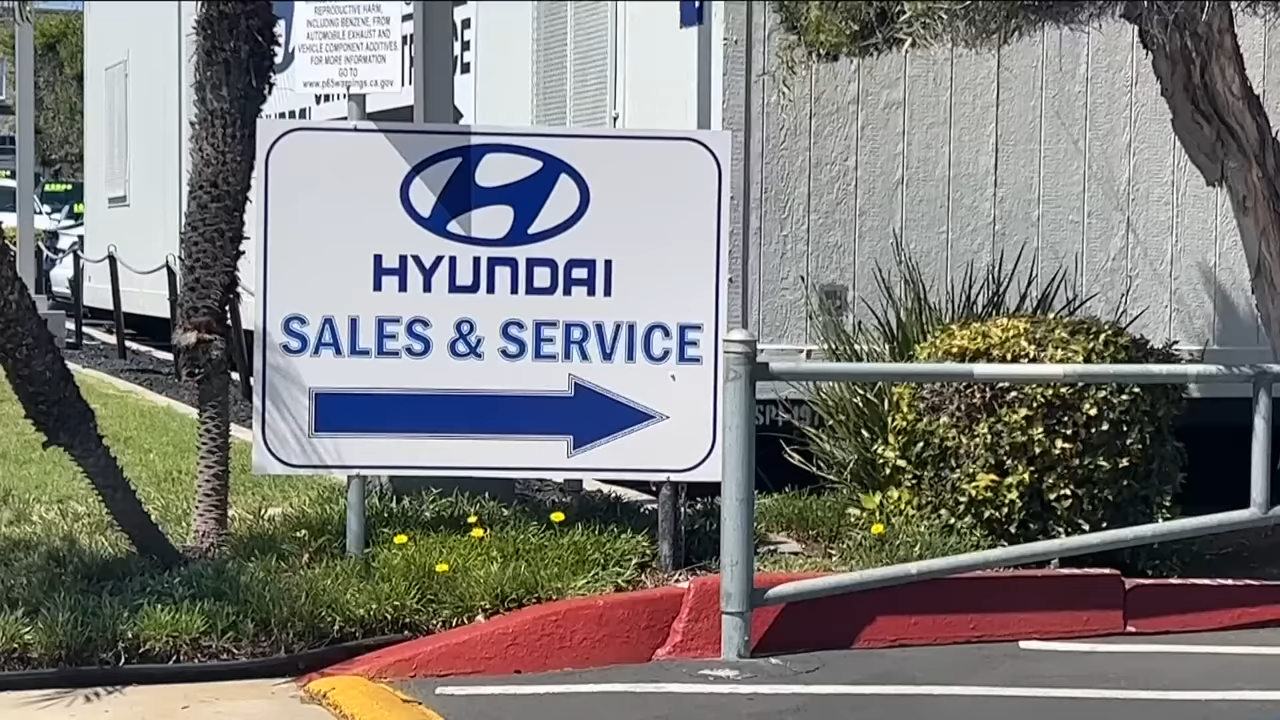 REPRODUCTIVE HARM,
INCLUDING BENZENE, FROM
AUTOMOBILE EXHAUST AND
VEHICLE COMPONENT ADDITIVES.
FOR MORE INFORMATION
GO TO
www.p65warnings.ca.gov
HYUNDAI
SALES & SERVICE